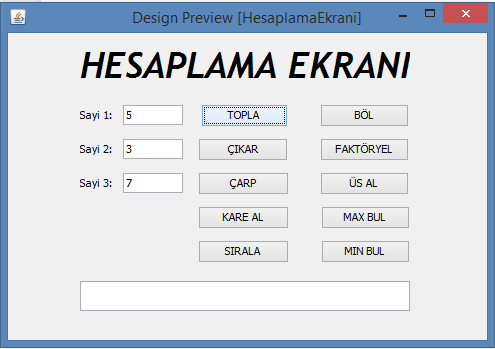 Design Preview [HesaplamaEkrani]
HESAPLAMA EKRANI
Sayi 1: 5 TOPLA BÖL
Sayi 2: 3 ÇIKAR FAKTÖRYEL
Sayi 3: 7 ÇARP ÜS AL
KARE AL MAX BUL
SIRALA MIN BUL